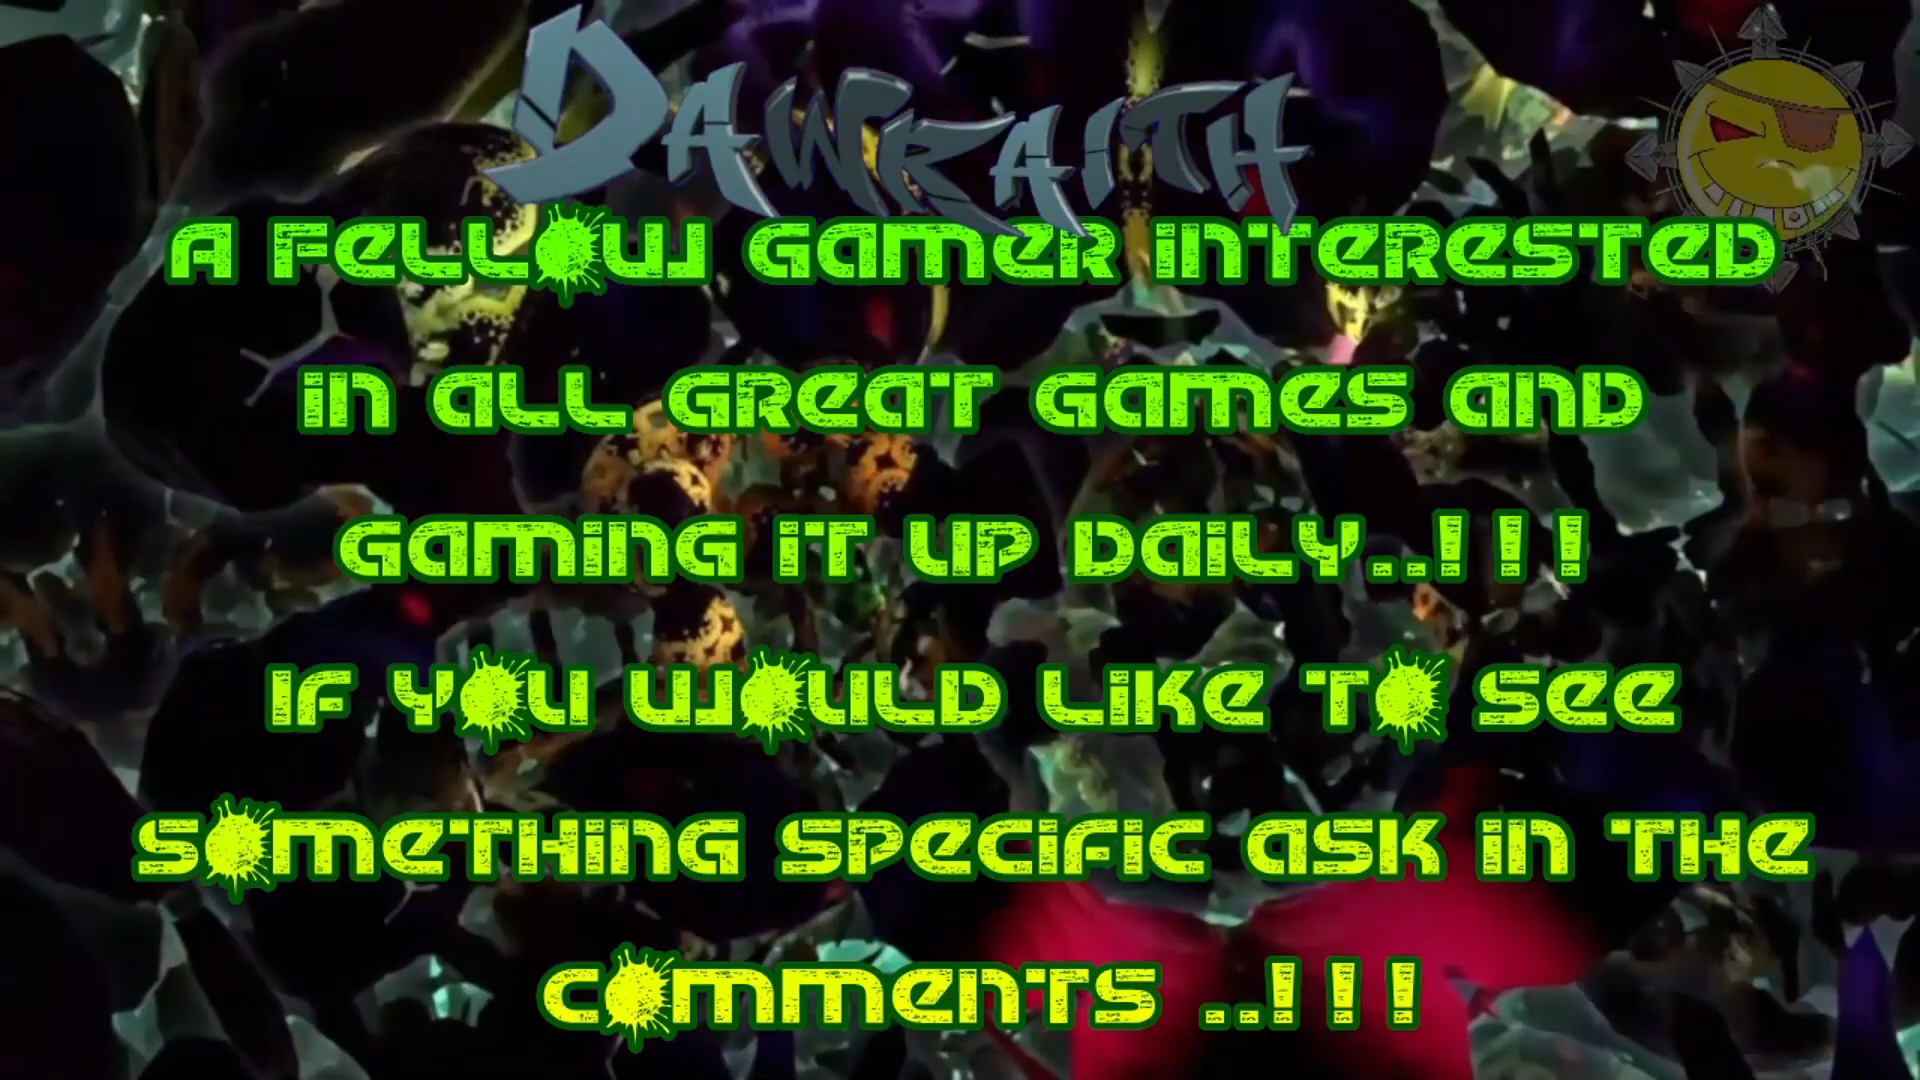 DAWRAITH
A FELLOW GAMER INTERESTED
IN ALL GREAT GAMES AND
GAMING IT UP DAILY..!!!
IF YOU WOULD LIKE TO SEE
SOMETHING SPECIFIC ASK IN THE
COMMENTS ..!!!